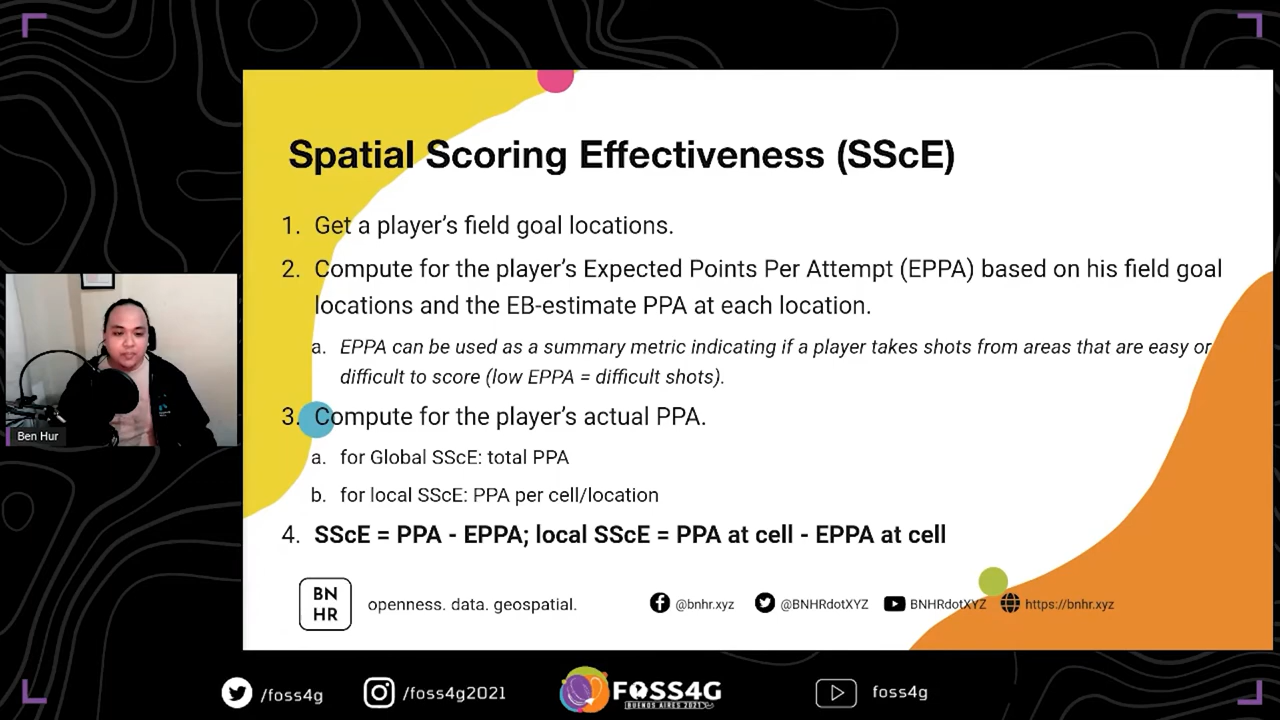 Spatial Scoring Effectiveness (SScE)
1. Get a player's field goal locations.
2. Compute for the player's Expected Points Per Attempt (EPPA) based on his field goal
locations and the EB-estimate PPA at each location.
a. EPPA can be used as a summary metric indicating if a player takes shots from areas that are easy or
difficult to score (low EPPA = difficult shots).
3. Compute for the player's actual PPA.
a. for Global SScE: total PPA
b. for local SScE: PPA per cell/location
4. SScE = PPA - EPPA; local SScE = PPA at cell - EPPA at cell
Ben Hur
BN
HR
openness. data. geospatial.
@bnhr.xyz
@BNHRdotXYZ
BNHRdotXYZ
https://bnhr.xyz
/foss4g
/foss4g2021
FOSS4G
BUENOS AIRES 2021
foss4g